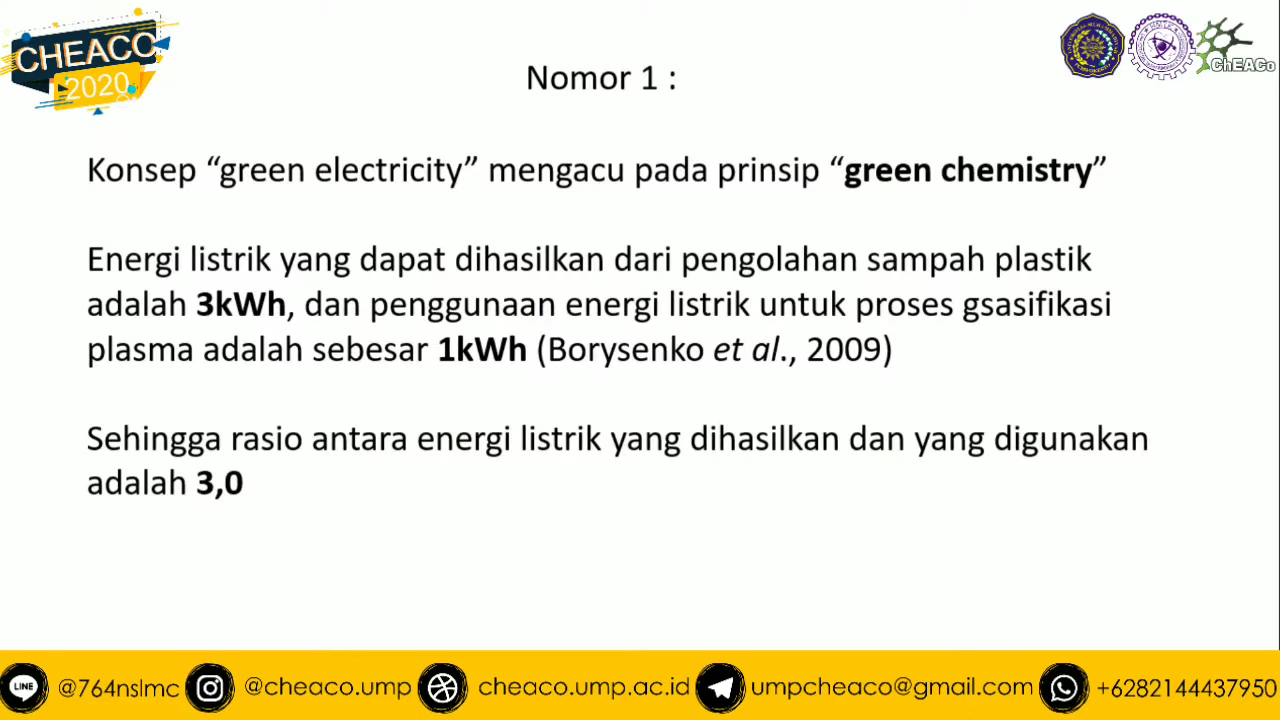 CHEACO
2020
ChEACo
Nomor 1 :
Konsep “green electricity” mengacu pada prinsip “green chemistry”
Energi listrik yang dapat dihasilkan dari pengolahan sampah plastik
adalah 3kWh, dan penggunaan energi listrik untuk proses gsasifikasi
plasma adalah sebesar 1kWh (Borysenko et al., 2009)
Sehingga rasio antara energi listrik yang dihasilkan dan yang digunakan
adalah 3,0
LINE @764nslmc @cheaco.ump cheaco.ump.ac.id umpcheaco@gmail.com +6282144437950